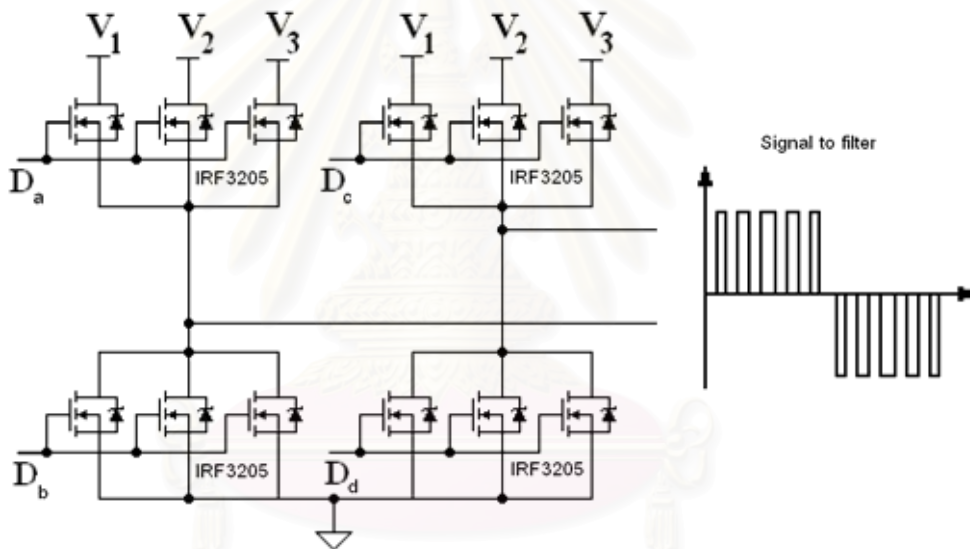 V1 V2 V3 V1 V2 V3
Signal to filter
Da IRF3205 Dc IRF3205
Db IRF3205 Dd IRF3205